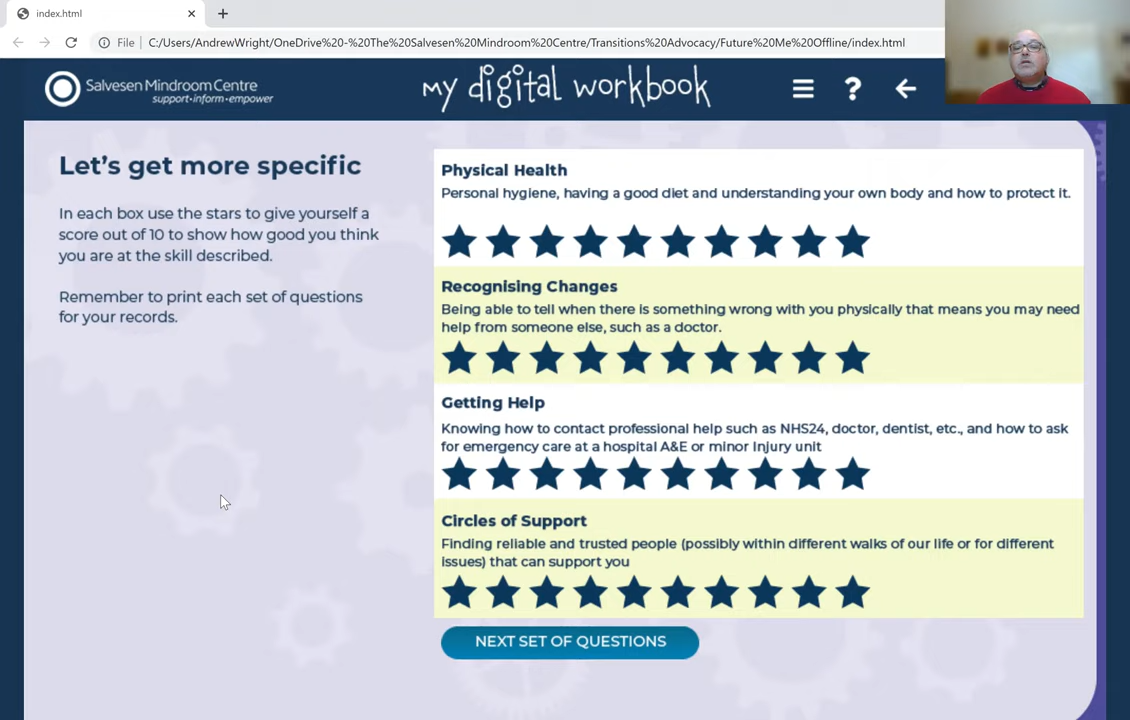 index.html
File C:/Users/AndrewWright/OneDrive%20-%20The%20Salvesen%20Mindroom%20Centre/Transitions%20Advocacy/Future%20Me%20Offline/index.html
Salvesen Mindroom Centre
support•inform•empower
my digital workbook
?
Let's get more specific
In each box use the stars to give yourself a
score out of 10 to show how good you think
you are at the skill described.
Remember to print each set of questions
for your records.
Physical Health
Personal hygiene, having a good diet and understanding your own body and how to protect it.
Recognising Changes
Being able to tell when there is something wrong with you physically that means you may need
help from someone else, such as a doctor.
Getting Help
Knowing how to contact professional help such as NHS24, doctor, dentist, etc., and how to ask
for emergency care at a hospital A&E or minor Injury unit
Circles of Support
Finding reliable and trusted people (possibly within different walks of our life or for different
issues) that can support you
NEXT SET OF QUESTIONS